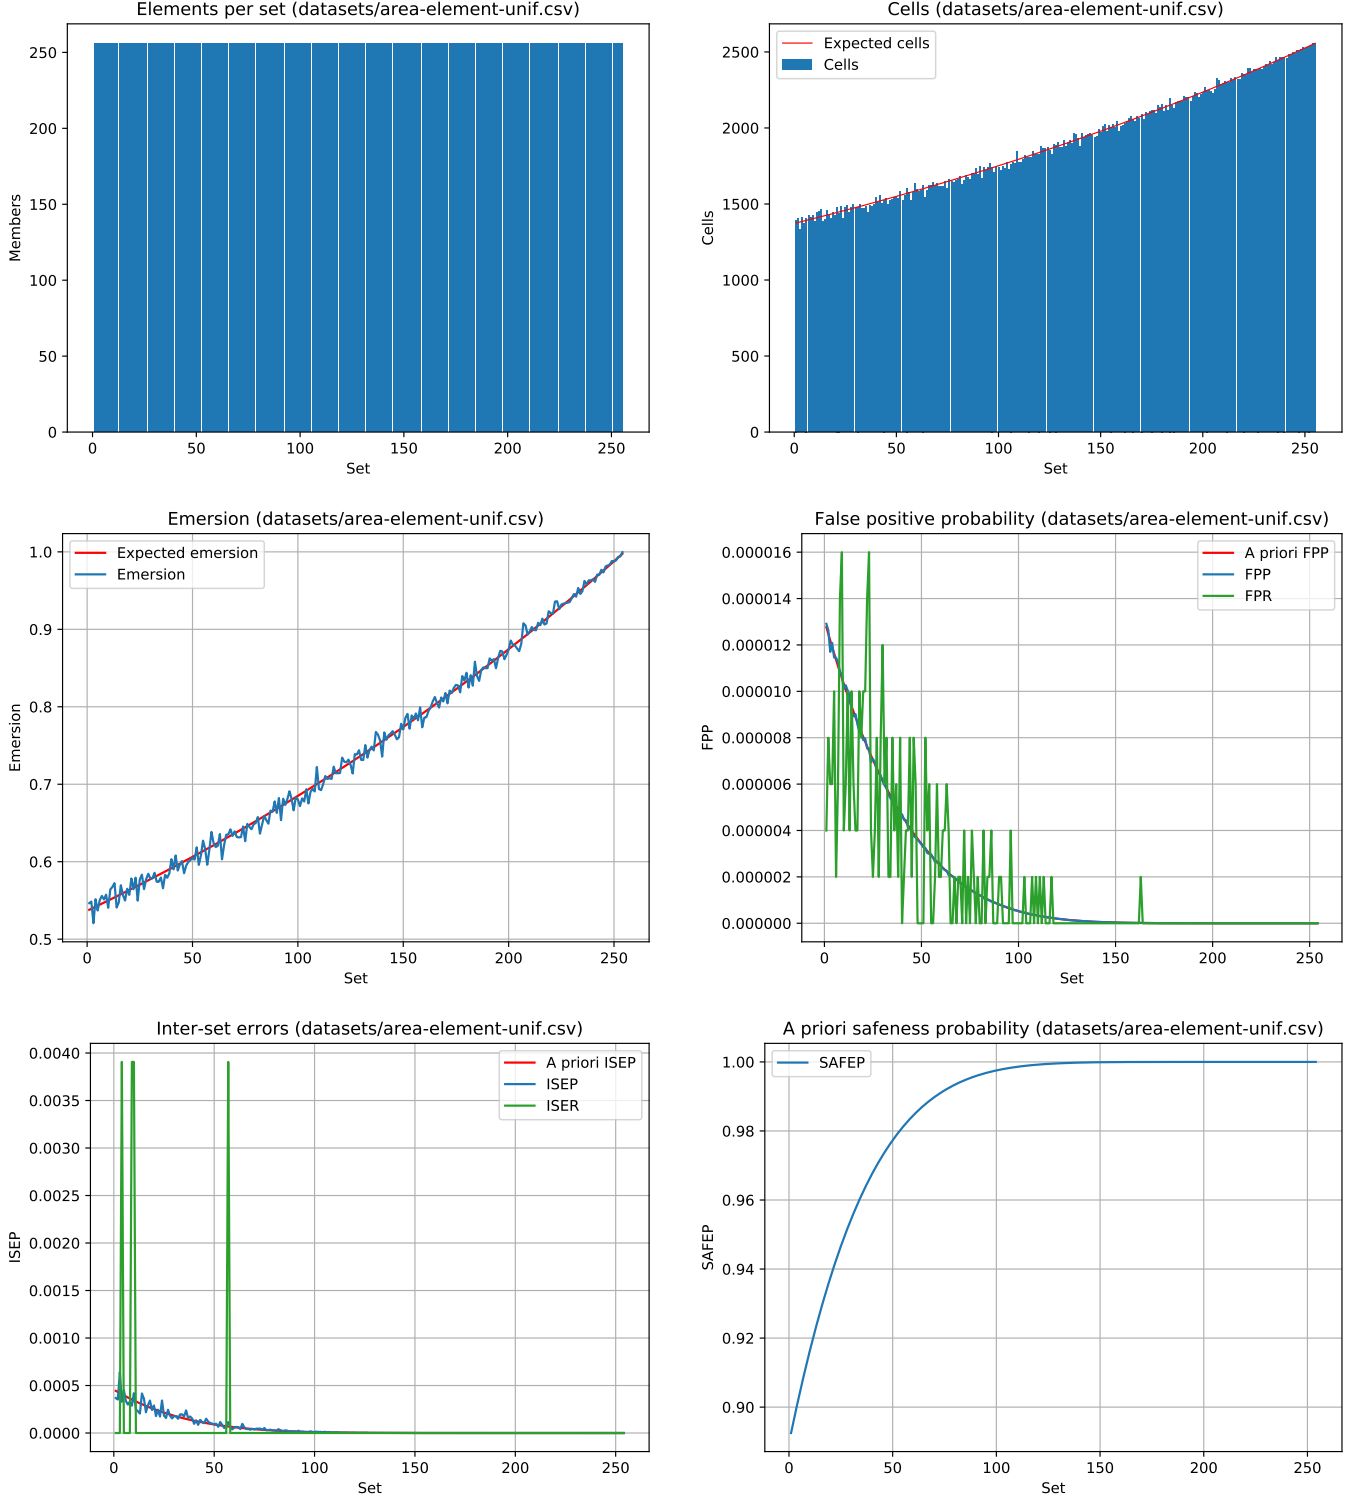 Elements per set (datasets/area-element-unif.csv)
250
200
150
100
50
0
Members
0 50 100 150 200 250
Set
Cells (datasets/area-element-unif.csv)
Expected cells
Cells
2500
2000
1500
1000
500
0
Cells
0 50 100 150 200 250
Set
Emersion (datasets/area-element-unif.csv)
Expected emersion
Emersion
1.0
0.9
0.8
0.7
0.6
0.5
Emersion
0 50 100 150 200 250
Set
False positive probability (datasets/area-element-unif.csv)
A priori FPP
FPP
FPR
0.000016
0.000014
0.000012
0.000010
0.000008
0.000006
0.000004
0.000002
0.000000
FPP
0 50 100 150 200 250
Set
Inter-set errors (datasets/area-element-unif.csv)
A priori ISEP
ISEP
ISER
0.0040
0.0035
0.0030
0.0025
0.0020
0.0015
0.0010
0.0005
0.0000
ISEP
0 50 100 150 200 250
Set
A priori safeness probability (datasets/area-element-unif.csv)
SAFEP
1.00
0.98
0.96
0.94
0.92
0.90
SAFEP
0 50 100 150 200 250
Set